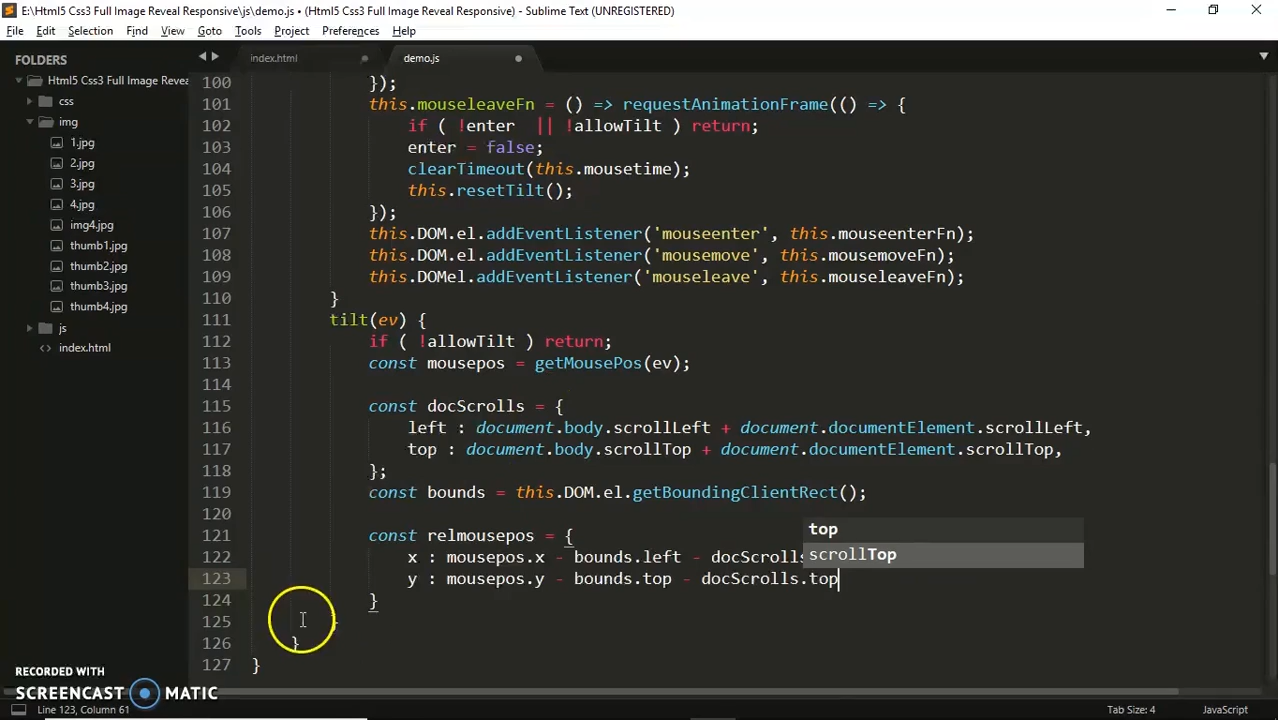 E:\Html5 Css3 Full Image Reveal Responsive\js\demo.js • (Html5 Css3 Full Image Reveal Responsive) - Sublime Text (UNREGISTERED)
File Edit Selection Find View Goto Tools Project Preferences Help
FOLDERS
Html5 Css3 Full Image Revea
css
img
1.jpg
2.jpg
3.jpg
4.jpg
img4.jpg
thumb1.jpg
thumb2.jpg
thumb3.jpg
thumb4.jpg
js
index.html
index.html demo.js
100 });
101 this.mouseleaveFn = () => requestAnimationFrame(() => {
102 if ( !enter || !allowTilt ) return;
103 enter = false;
104 clearTimeout(this.mousetime);
105 this.resetTilt();
106 });
107 this.DOM.el.addEventListener('mouseenter', this.mouseenterFn);
108 this.DOM.el.addEventListener('mousemove', this.mousemoveFn);
109 this.DOMel.addEventListener('mouseleave', this.mouseleaveFn);
110 }
111 tilt(ev) {
112 if ( !allowTilt ) return;
113 const mousepos = getMousePos(ev);
114
115 const docScrolls = {
116 left : document.body.scrollLeft + document.documentElement.scrollLeft,
117 top : document.body.scrollTop + document.documentElement.scrollTop,
118 };
119 const bounds = this.DOM.el.getBoundingClientRect();
120
121 const relmousepos = {
122 x : mousepos.x - bounds.left - docScrolls
123 y : mousepos.y - bounds.top - docScrolls.top
124 }
125 }
126 }
127 }
top
scrollTop
RECORDED WITH
SCREENCAST MATIC
Line 123, Column 61
Tab Size: 4
JavaScript